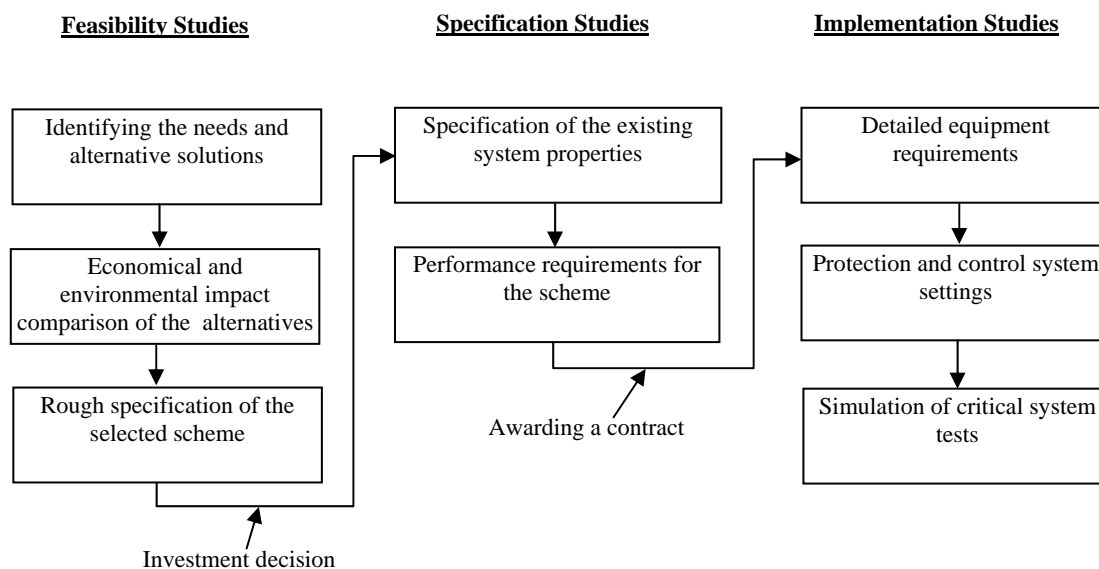 Feasibility Studies
Specification Studies
Implementation Studies
Identifying the needs and
alternative solutions
Economical and
environmental impact
comparison of the alternatives
Rough specification of the
selected scheme
Investment decision
Specification of the existing
system properties
Performance requirements for
the scheme
Awarding a contract
Detailed equipment
requirements
Protection and control system
settings
Simulation of critical system
tests